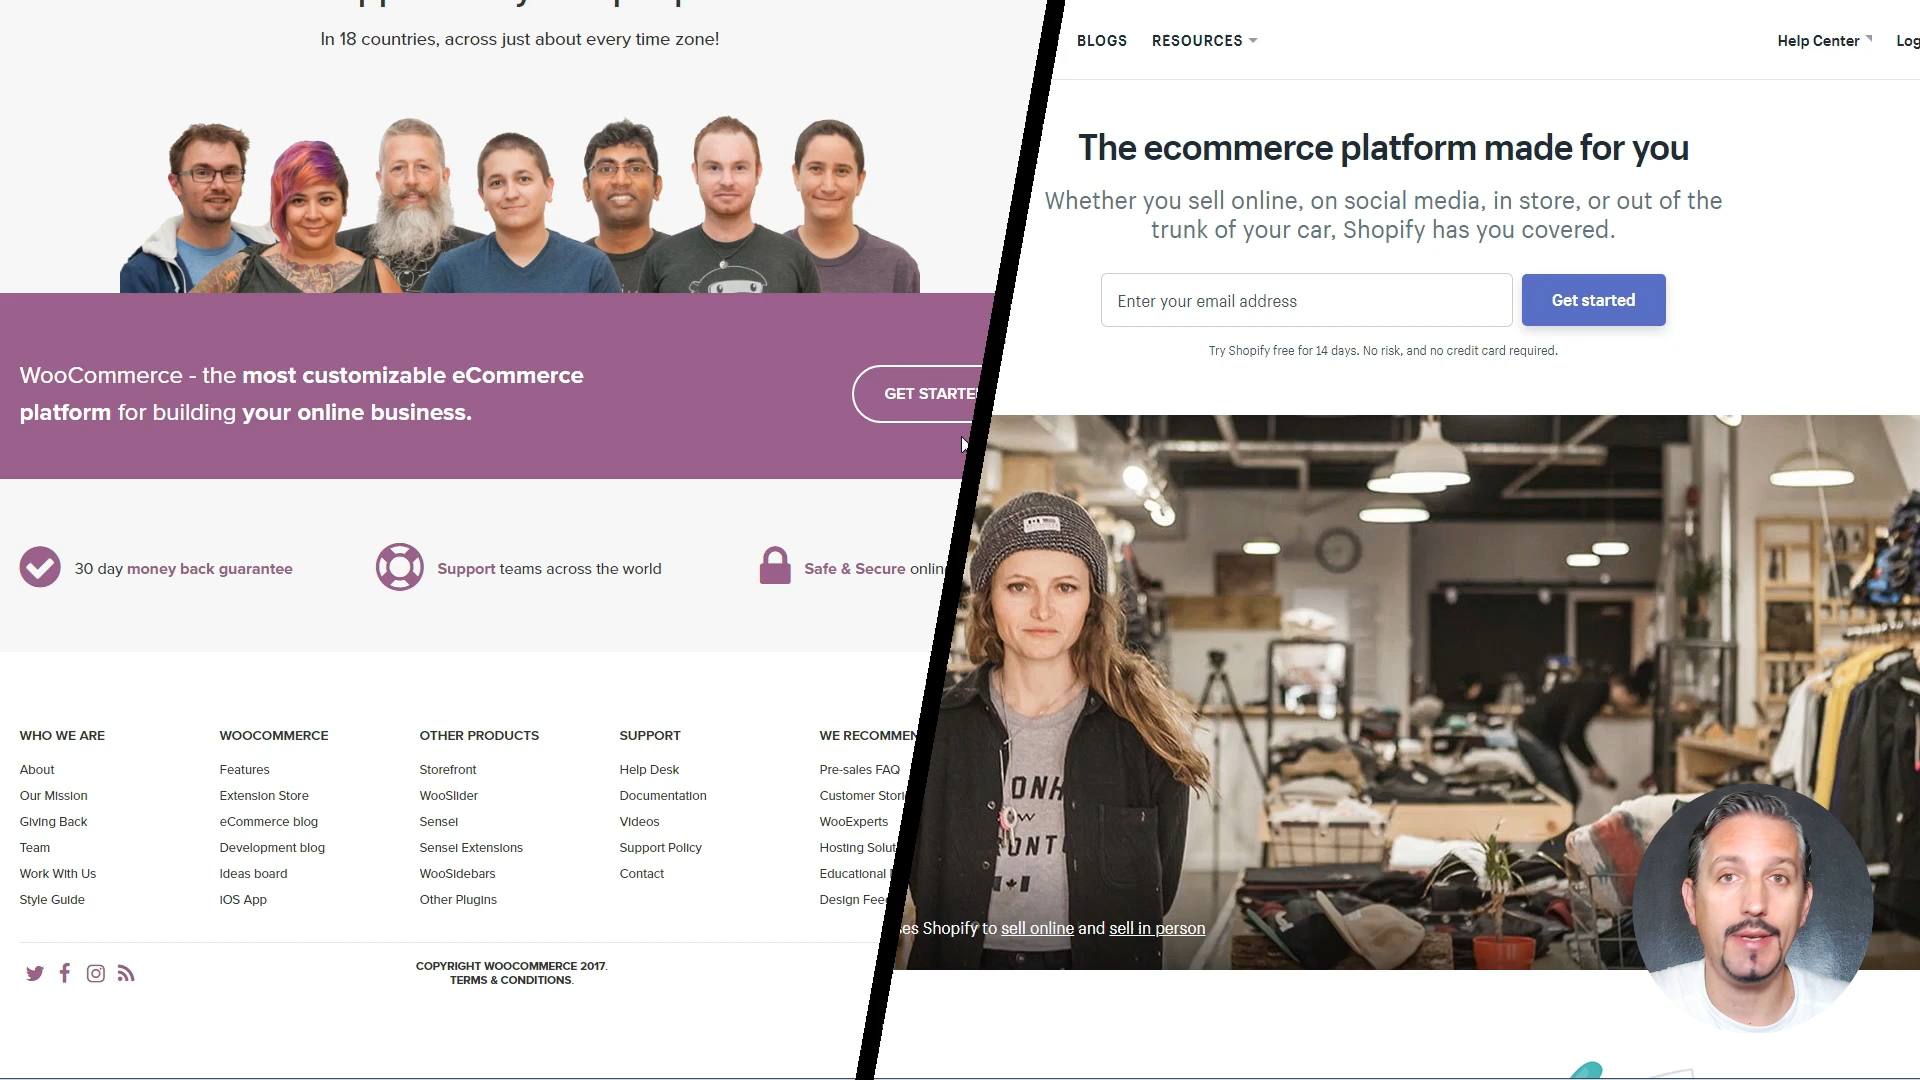 In 18 countries, across just about every time zone!
WooCommerce - the most customizable eCommerce
platform for building your online business.
GET STARTE
30 day money back guarantee
Support teams across the world
Safe & Secure onlin
WHO WE ARE
About
Our Mission
Giving Back
Team
Work With Us
Style Guide
WOOCOMMERCE
Features
Extension Store
eCommerce blog
Development blog
Ideas board
iOS App
OTHER PRODUCTS
Storefront
WooSlider
Sensei
Sensei Extensions
WooSidebars
Other Plugins
SUPPORT
Help Desk
Documentation
Videos
Support Policy
Contact
WE RECOMMEN
Pre-sales FAQ
Customer Stori
WooExperts
Hosting Solut
Educational
Design Fee
COPYRIGHT WOOCOMMERCE 2017.
TERMS & CONDITIONS.
BLOGS
RESOURCES
Help Center
Log
The ecommerce platform made for you
Whether you sell online, on social media, in store, or out of the
trunk of your car, Shopify has you covered.
Enter your email address
Get started
Try Shopify free for 14 days. No risk, and no credit card required.
es Shopify to sell online and sell in person